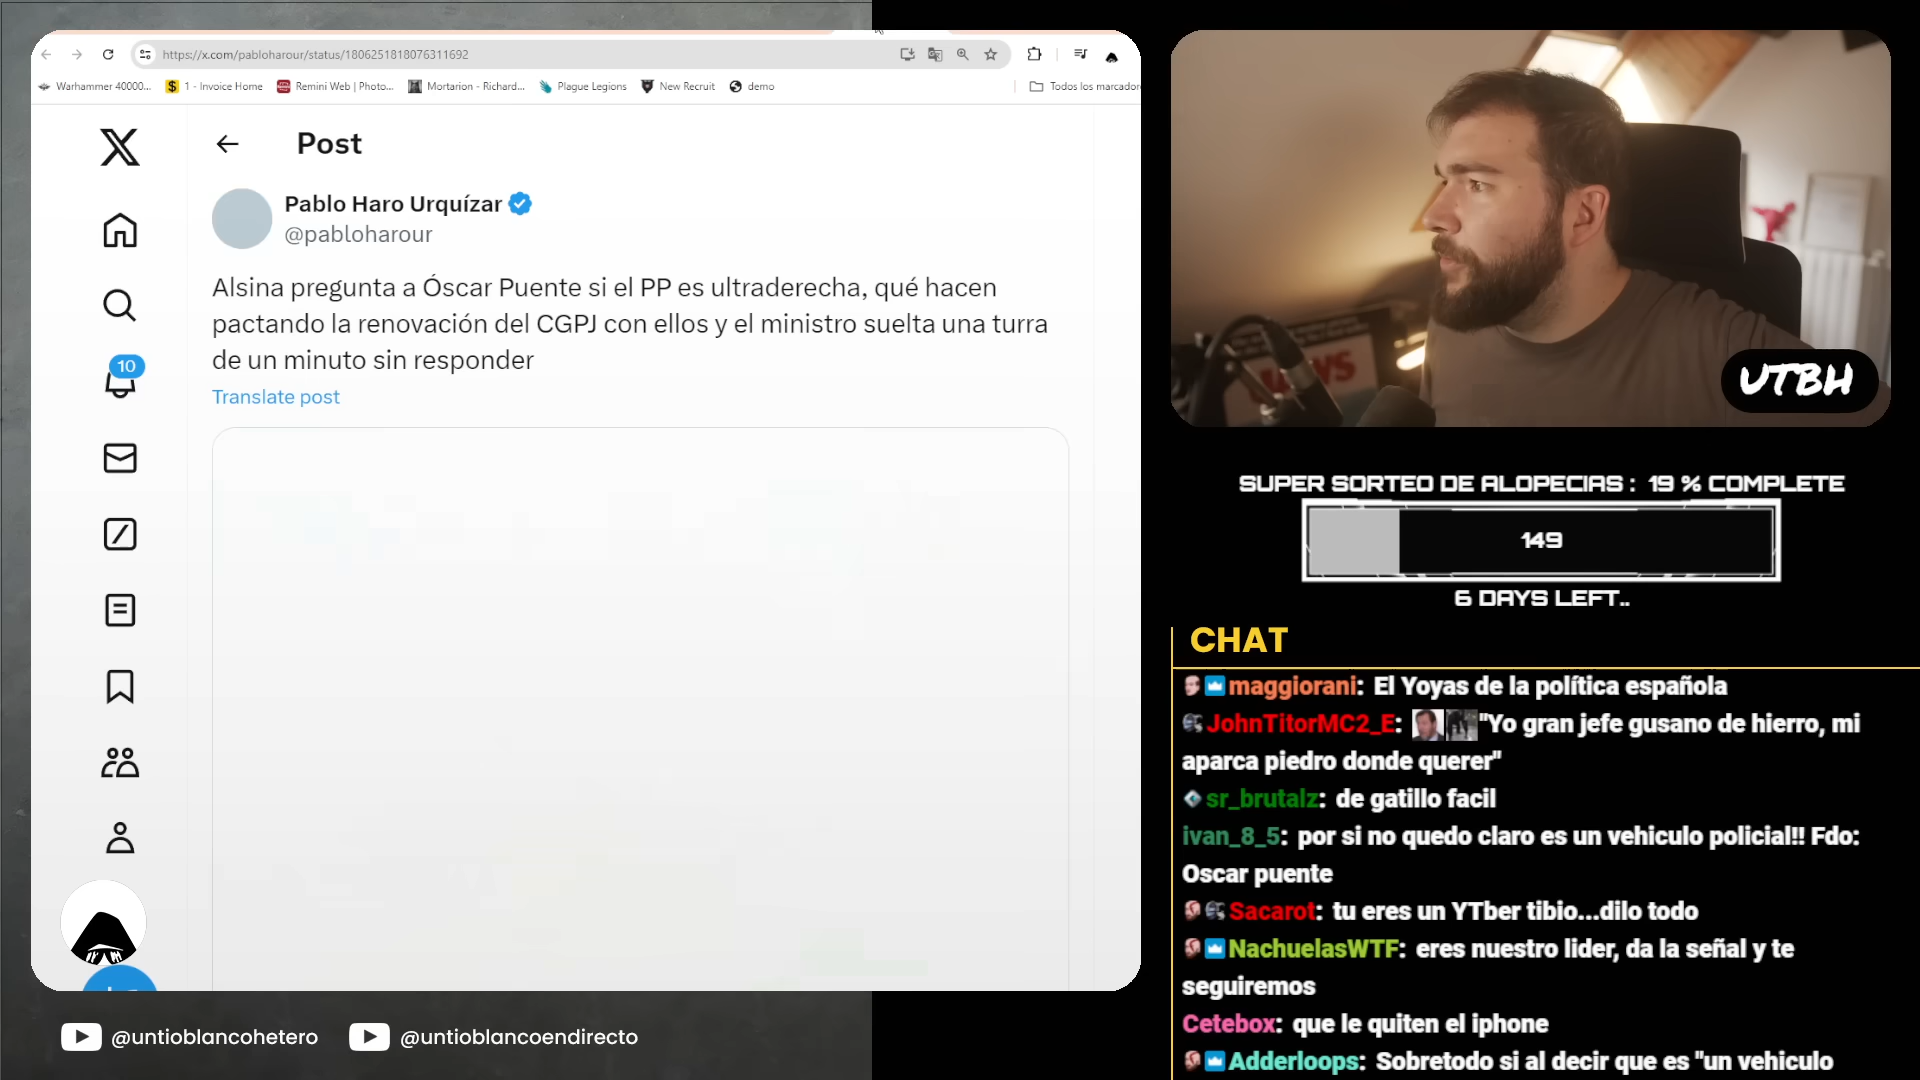 https://x.com/pabloharour/status/1806251818076311692
Warhammer 40000...
1 - Invoice Home
Remini Web | Photo...
Mortarion - Richard...
Plague Legions
New Recruit
demo
Todos los marcador
Post
Pablo Haro Urquízar
@pabloharour
Alsina pregunta a Óscar Puente si el PP es ultraderecha, qué hacen
pactando la renovación del CGPJ con ellos y el ministro suelta una turra
de un minuto sin responder
Translate post
10
@untioblancohetero
@untioblancoendirecto
UTBH
SUPER SORTEO DE ALOPECIAS : 19 % COMPLETE
149
6 DAYS LEFT..
CHAT
maggiorani: El Yoyas de la política española
JohnTitorMC2_E: "Yo gran jefe gusano de hierro, mi
aparca piedro donde querer"
sr_brutalz: de gatillo facil
ivan_8_5: por si no quedo claro es un vehiculo policial!! Fdo:
Oscar puente
Sacarot: tu eres un YTber tibio...dilo todo
NachuelasWTF: eres nuestro lider, da la señal y te
seguiremos
Cetebox: que le quiten el iphone
Adderloops: Sobretodo si al decir que es "un vehiculo